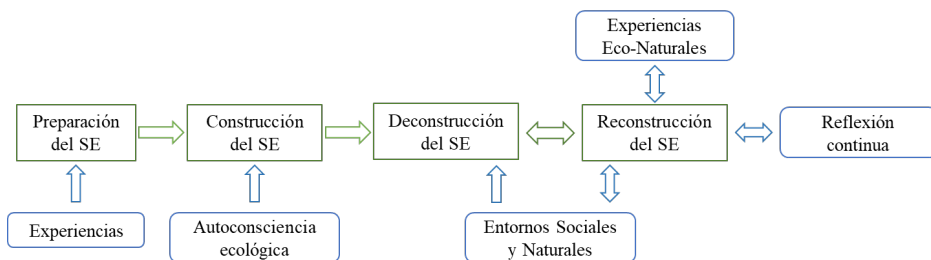 Experiencias
Eco-Naturales
Preparación
del SE
Construcción
del SE
Deconstrucción
del SE
Reconstrucción
del SE
Reflexión
continua
Experiencias
Autoconsciencia
ecológica
Entornos Sociales
y Naturales